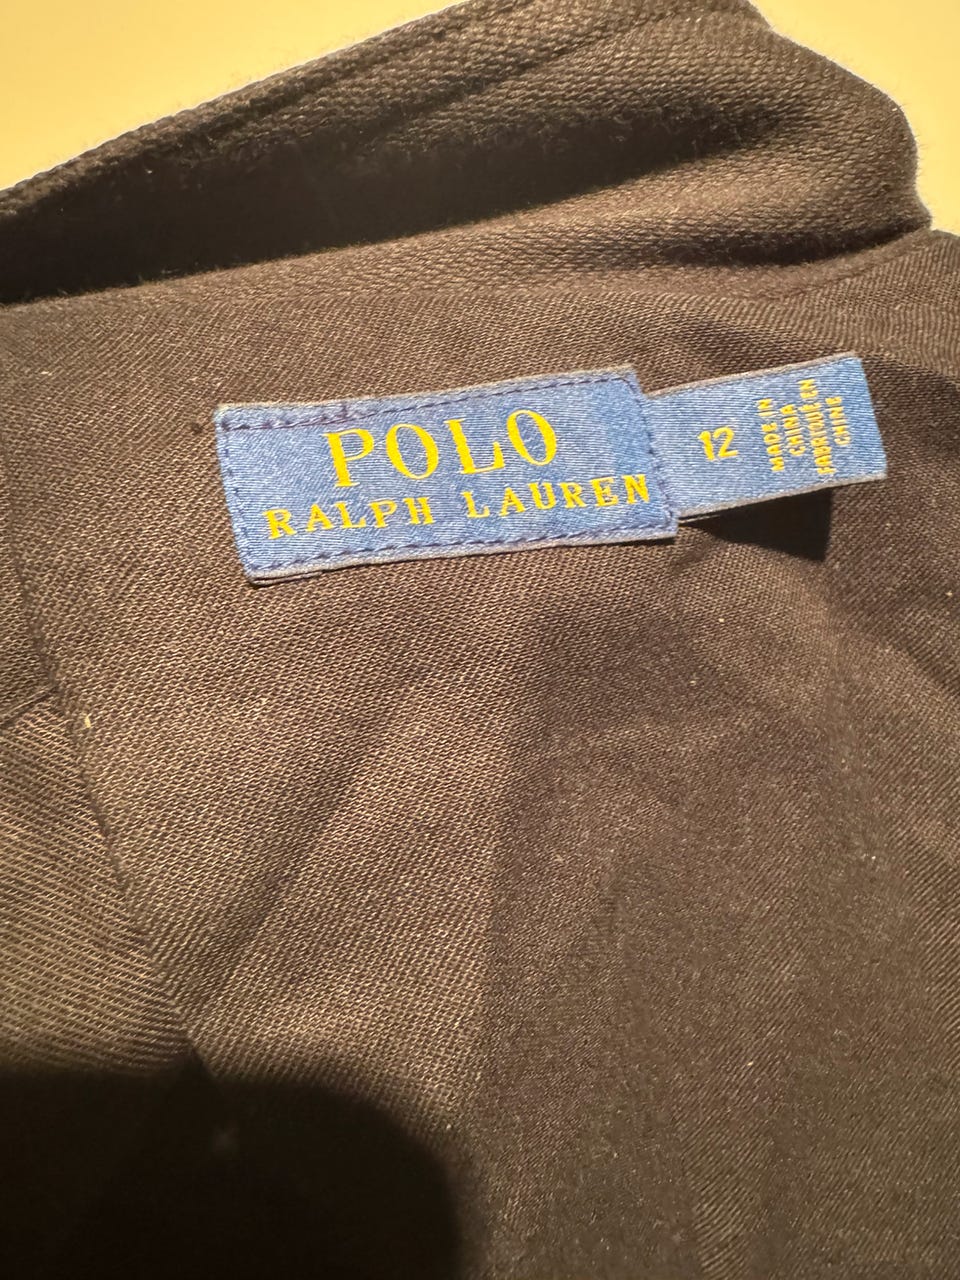 POLO
RALPH LAUREN
12
MADE IN
CHINA
FABRIQUÉ EN
CHINE